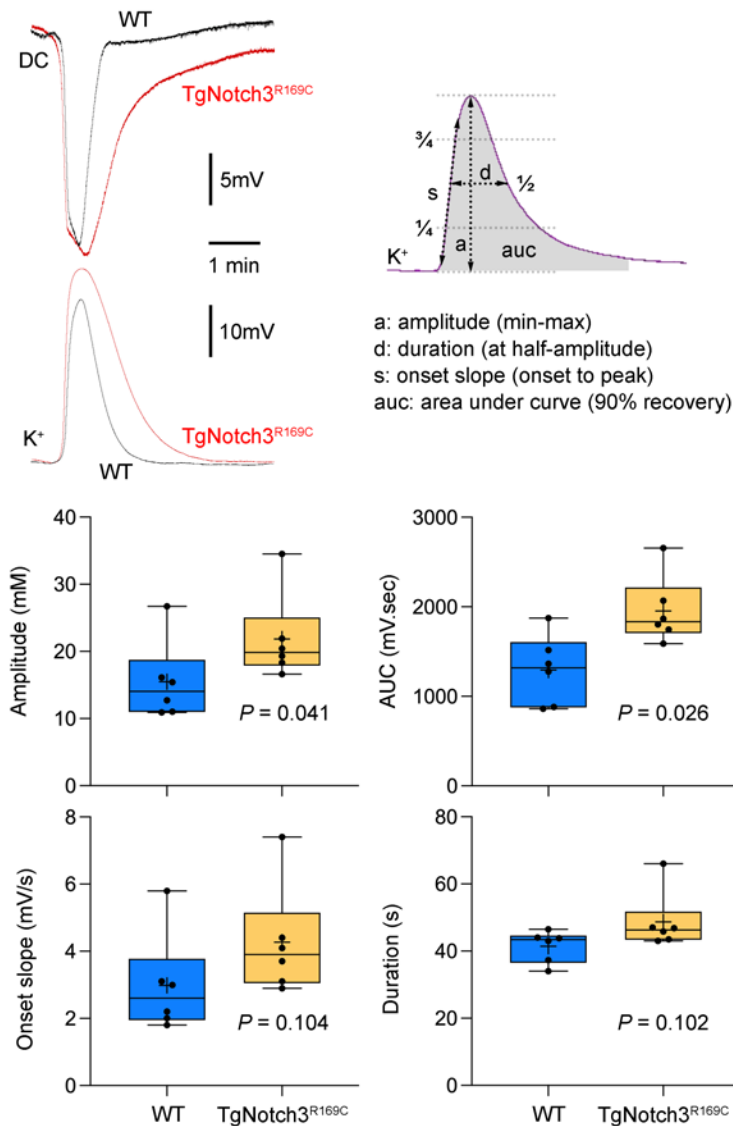 WT
DC
TgNotch3R169C
5mV
1 min
10mV
TgNotch3R169C
K+
WT
¾
d
½
s
¼
a
auc
K+
a: amplitude (min-max)
d: duration (at half-amplitude)
s: onset slope (onset to peak)
auc: area under curve (90% recovery)
Amplitude (mM)
40
30
20
10
0
P = 0.041
AUC (mV.sec)
3000
2000
1000
0
P = 0.026
Onset slope (mV/s)
8
6
4
2
0
P = 0.104
WT TgNotch3R169C
Duration (s)
80
60
40
20
0
P = 0.102
WT TgNotch3R169C